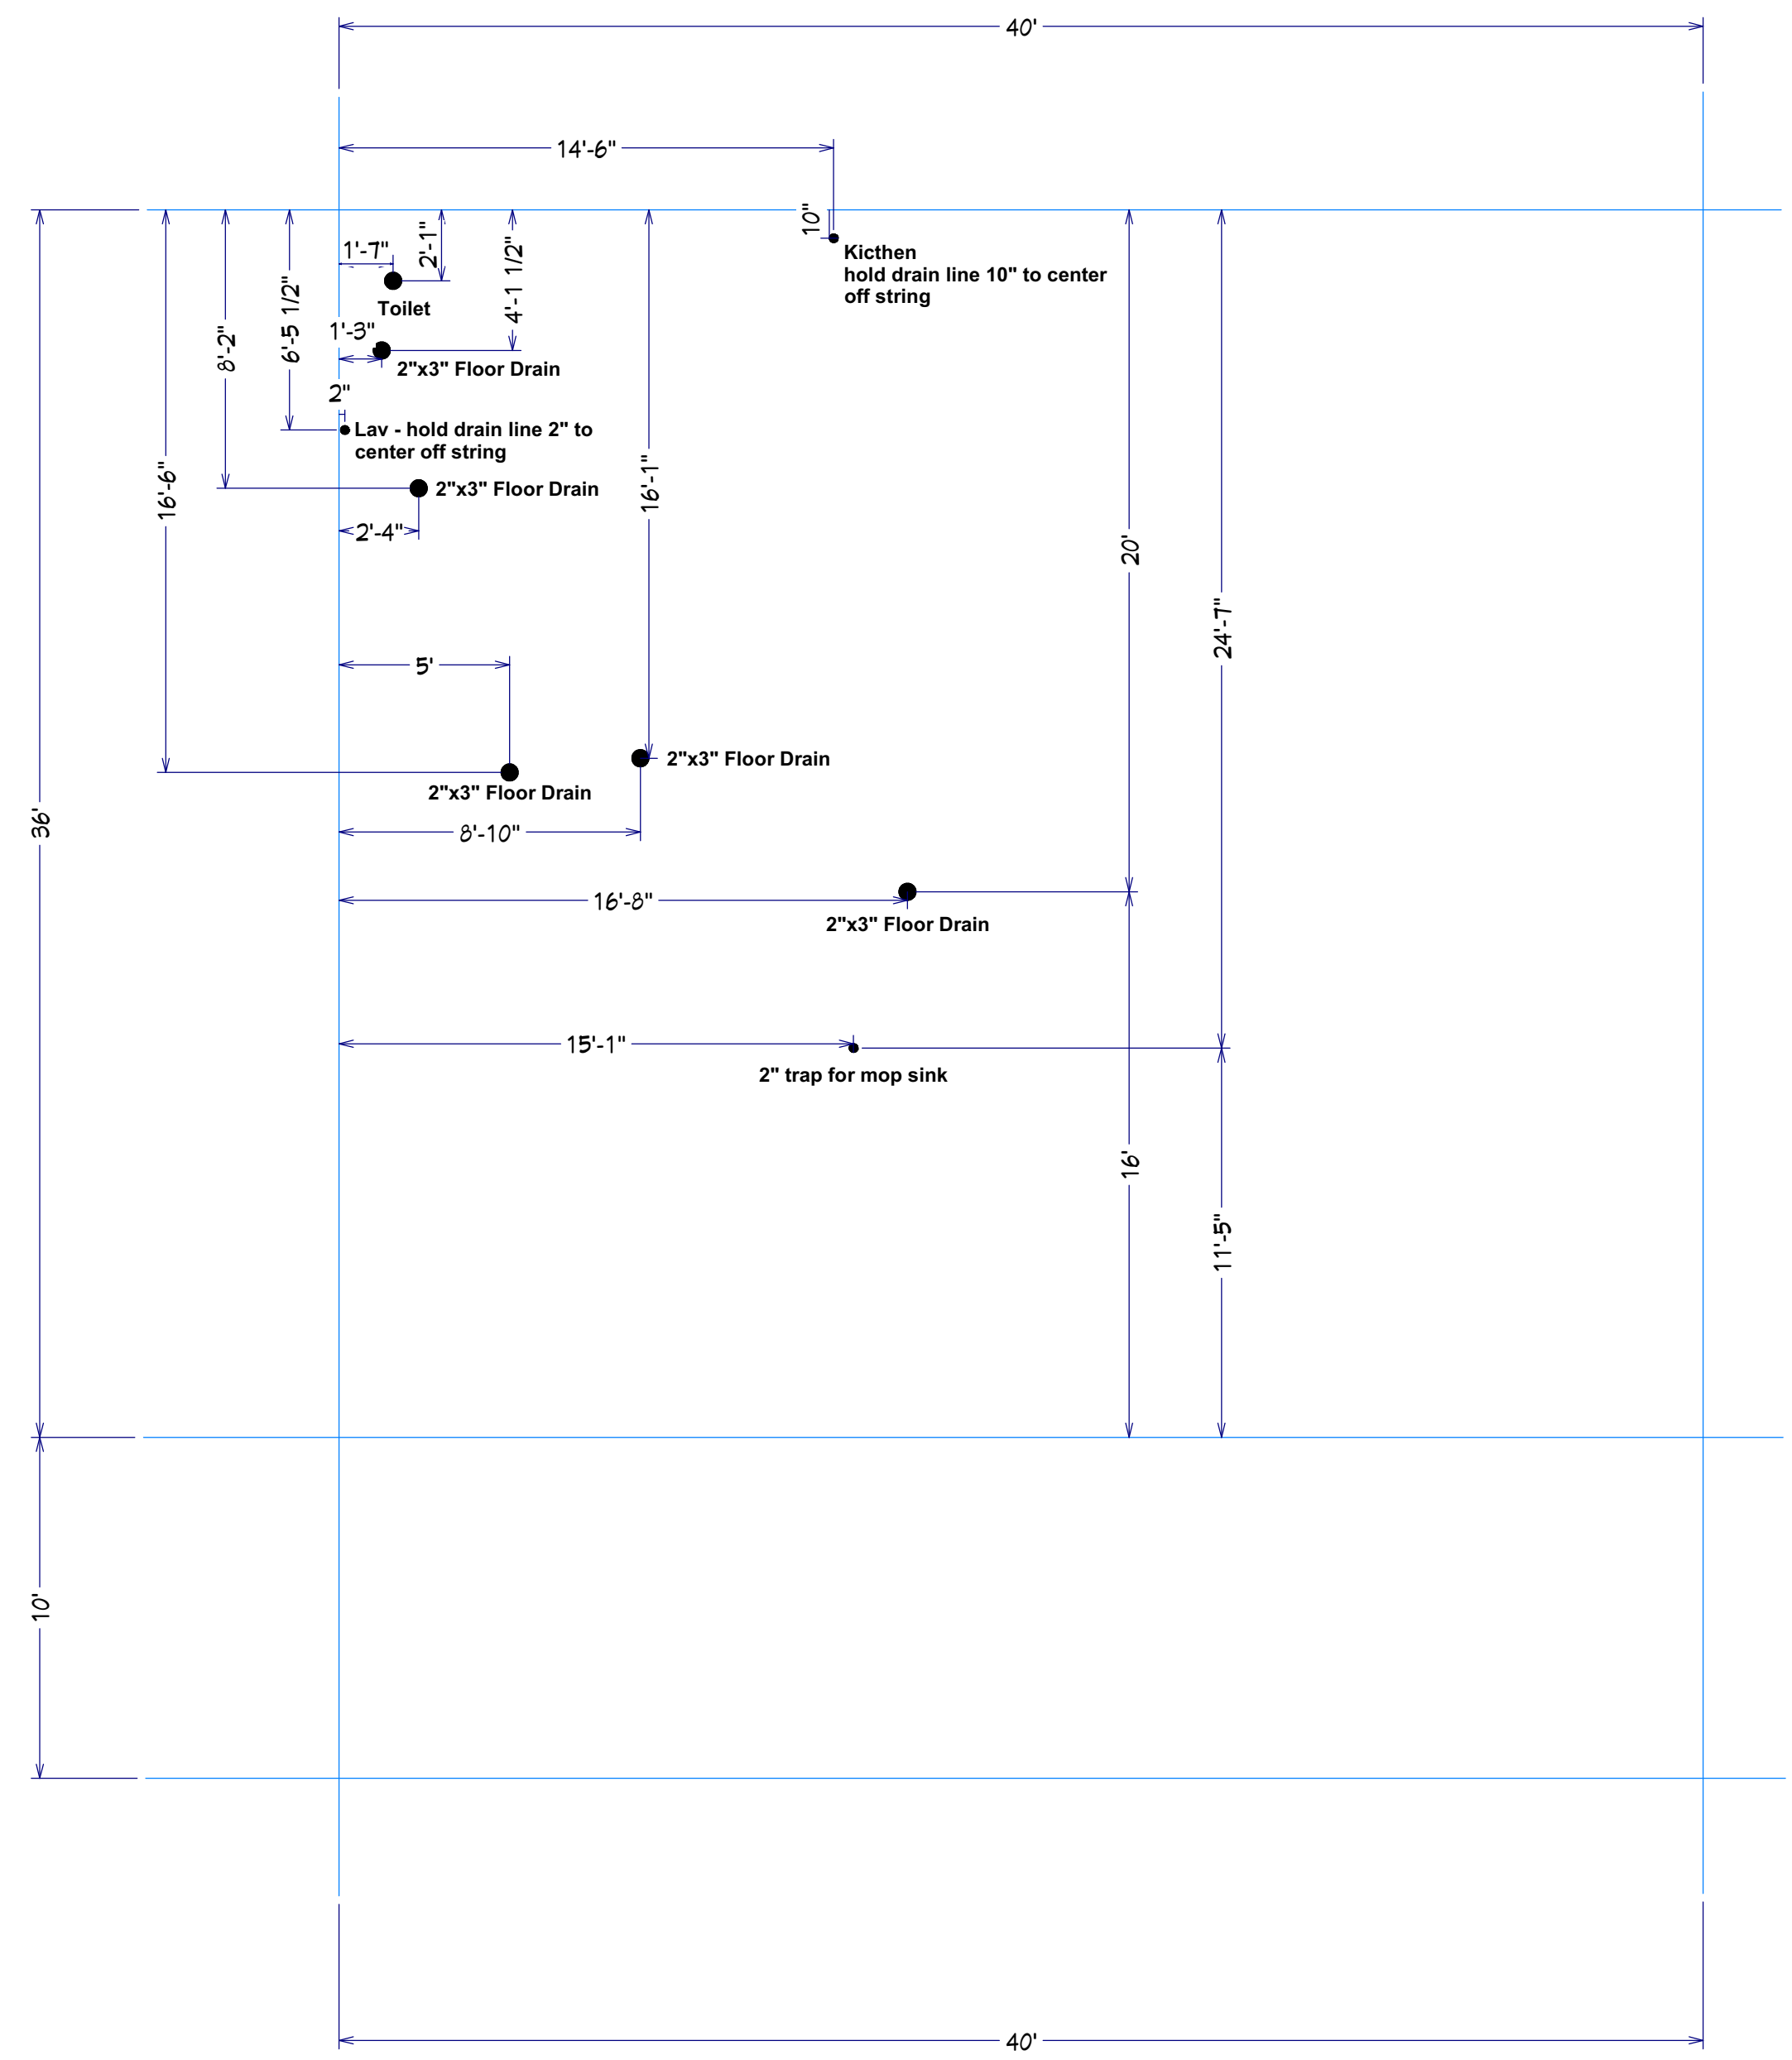 40'
14'-6"
10"
Kicthen
hold drain line 10" to center
off string
1'-7"
2'-1"
Toilet
4'-1 1/2"
1'-3"
2"x3" Floor Drain
6'-5 1/2"
8'-2"
2"
Lav - hold drain line 2" to
center off string
16'-6"
2"x3" Floor Drain
16'-1"
2'-4"
20'
24'-7"
5'
2"x3" Floor Drain
2"x3" Floor Drain
36'
8'-10"
16'-8"
2"x3" Floor Drain
15'-1"
2" trap for mop sink
16'
11'-5"
10'
40'